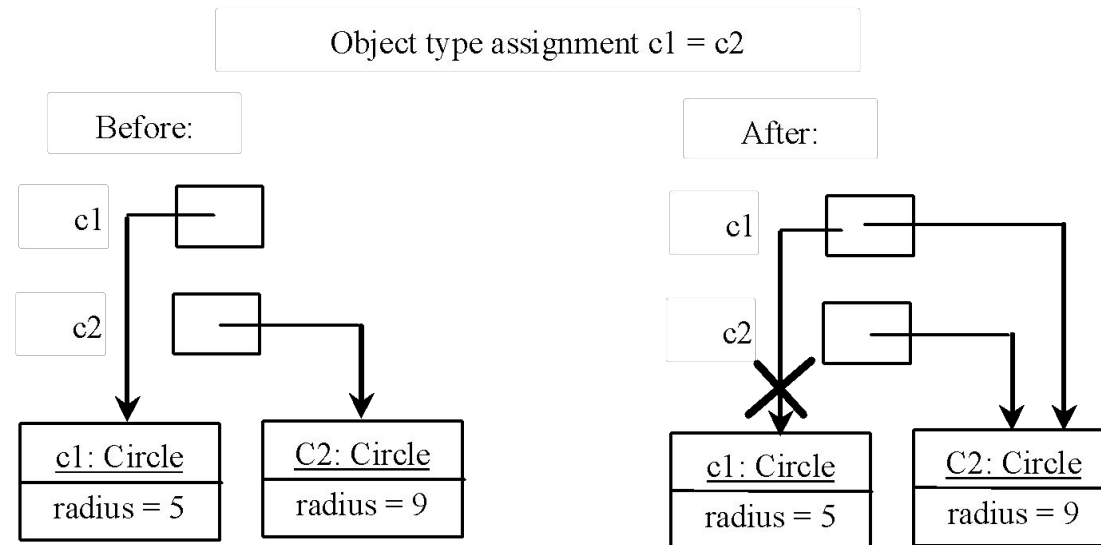 Object type assignment c1 = c2
Before:
c1
c2
c1: Circle
radius = 5
C2: Circle
radius = 9
After:
c1
c2
c1: Circle
radius = 5
C2: Circle
radius = 9